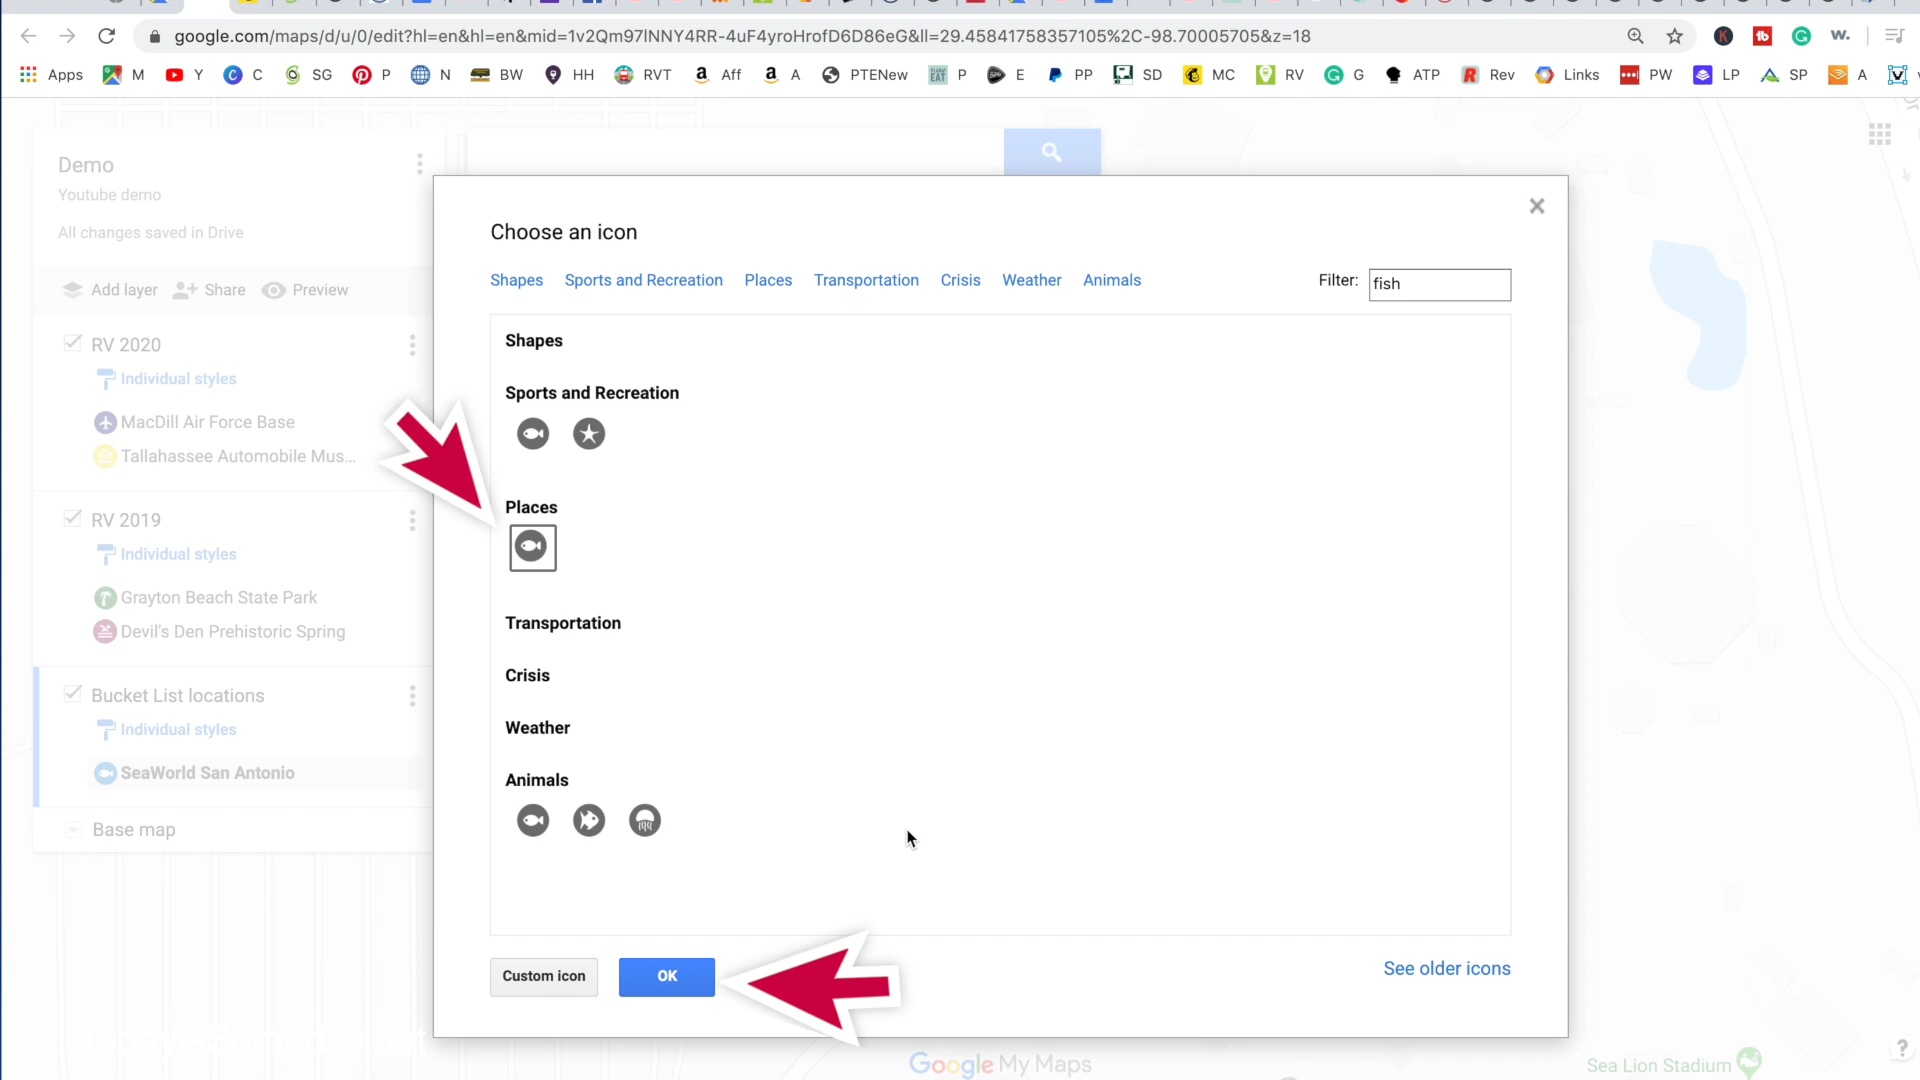 google.com/maps/d/u/0/edit?hl=en&hl=en&mid=1v2Qm97lNNY4RR-4uF4yroHrofD6D86eG&ll=29.45841758357105%2C-98.70005705&z=18
Apps M Y C SG P N BW HH RVT Aff A PTENew P E PP SD MC RV G ATP Rev Links PW LP SP A
Demo
Youtube demo
All changes saved in Drive
Add layer Share Preview
RV 2020
Individual styles
MacDill Air Force Base
Tallahassee Automobile Mus...
RV 2019
Individual styles
Grayton Beach State Park
Devil's Den Prehistoric Spring
Bucket List locations
Individual styles
SeaWorld San Antonio
Base map
Choose an icon
Shapes Sports and Recreation Places Transportation Crisis Weather Animals Filter: fish
Shapes
Sports and Recreation
Places
Transportation
Crisis
Weather
Animals
Custom icon OK See older icons
Google My Maps
Sea Lion Stadium